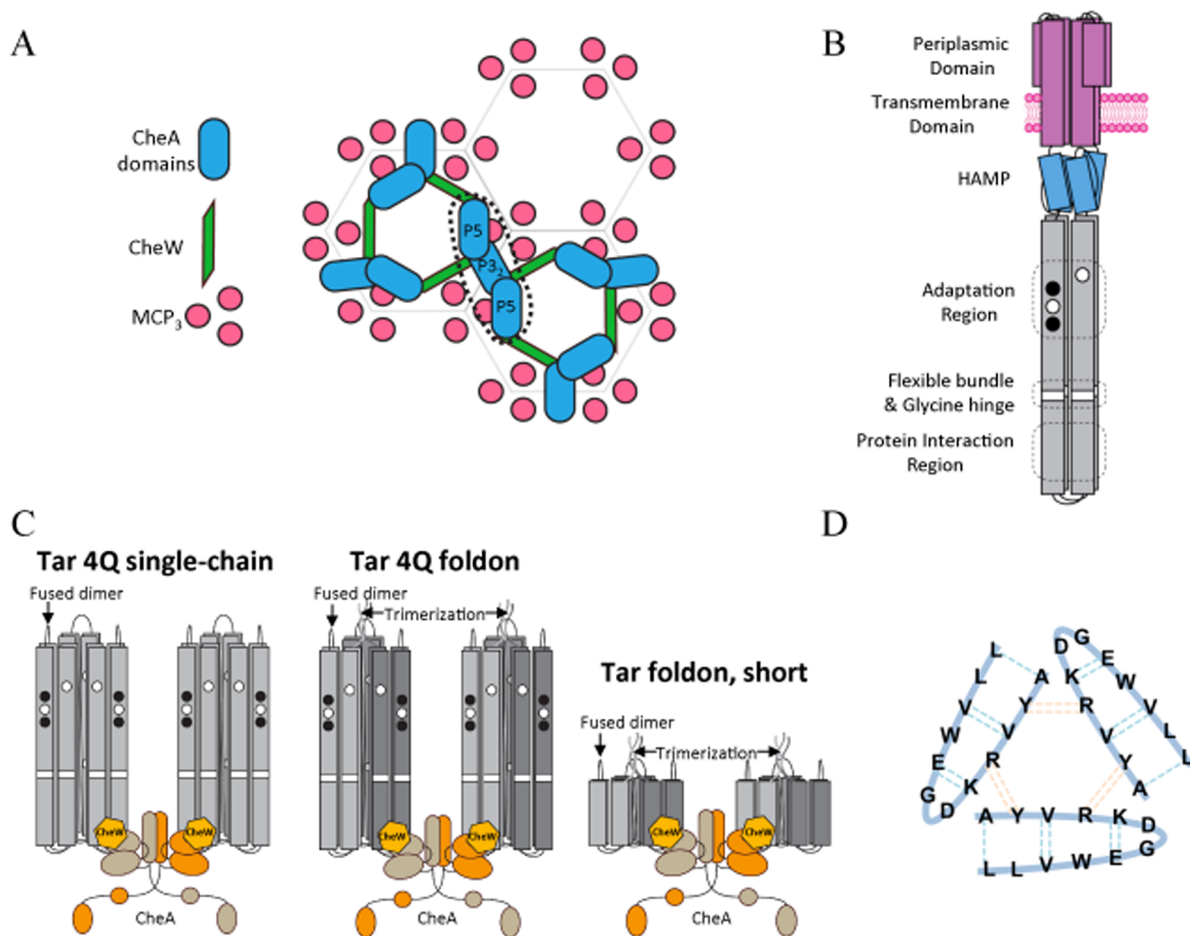 A
CheA
domains
CheW
MCP3
P5
P32
P5
B
Periplasmic
Domain
Transmembrane
Domain
HAMP
Adaptation
Region
Flexible bundle
& Glycine hinge
Protein Interaction
Region
C
Tar 4Q single-chain
Fused dimer
CheW
CheW
CheA
Tar 4Q foldon
Fused dimer
Trimerization
CheW
CheW
CheA
Tar foldon, short
Fused dimer
Trimerization
CheW
CheW
CheA
D
L L V W E G D K R V Y A
D G E W V L L
K R V Y A
A Y V R K D
L L V W E G